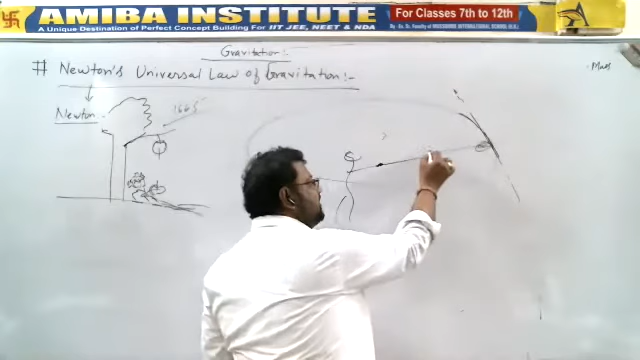 AMIBA INSTITUTE
A Unique Destination of Perfect Concept Building For IIT JEE, NEET & NDA
For Classes 7th to 12th
Gravitation :-
# Newton's Universal Law of Gravitation :-
Newton
1665